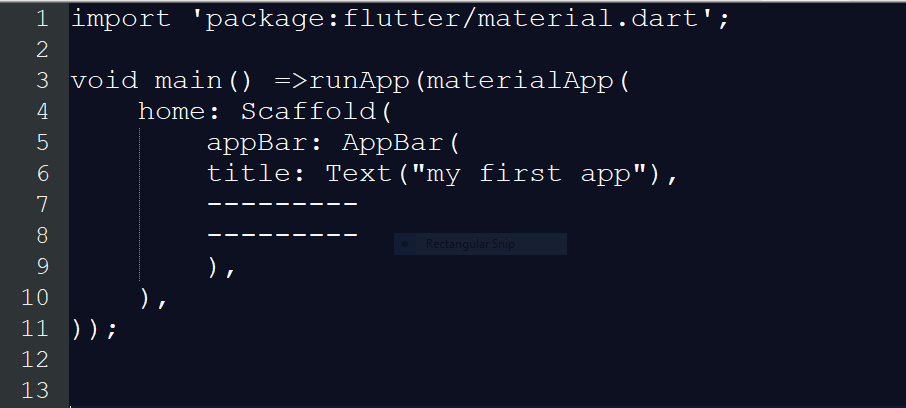 1 import 'package:flutter/material.dart';
2
3 void main() =>runApp(materialApp(
4     home: Scaffold(
5         appBar: AppBar(
6         title: Text("my first app"),
7         ---------
8         ---------
Rectangular Snip
9         ),
10     ),
11 ));
12
13